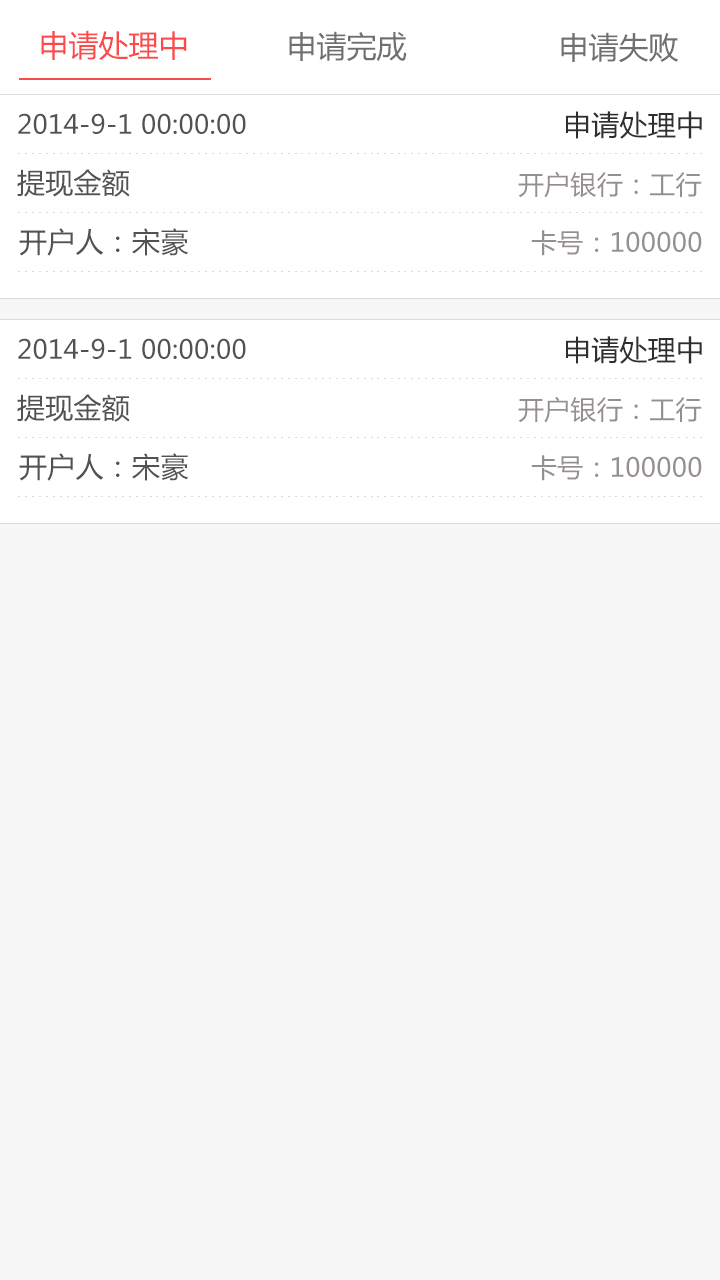 申请处理中 申请完成 申请失败
2014-9-1 00:00:00 申请处理中
提现金额 开户银行：工行
开户人：宋豪 卡号：100000
2014-9-1 00:00:00 申请处理中
提现金额 开户银行：工行
开户人：宋豪 卡号：100000